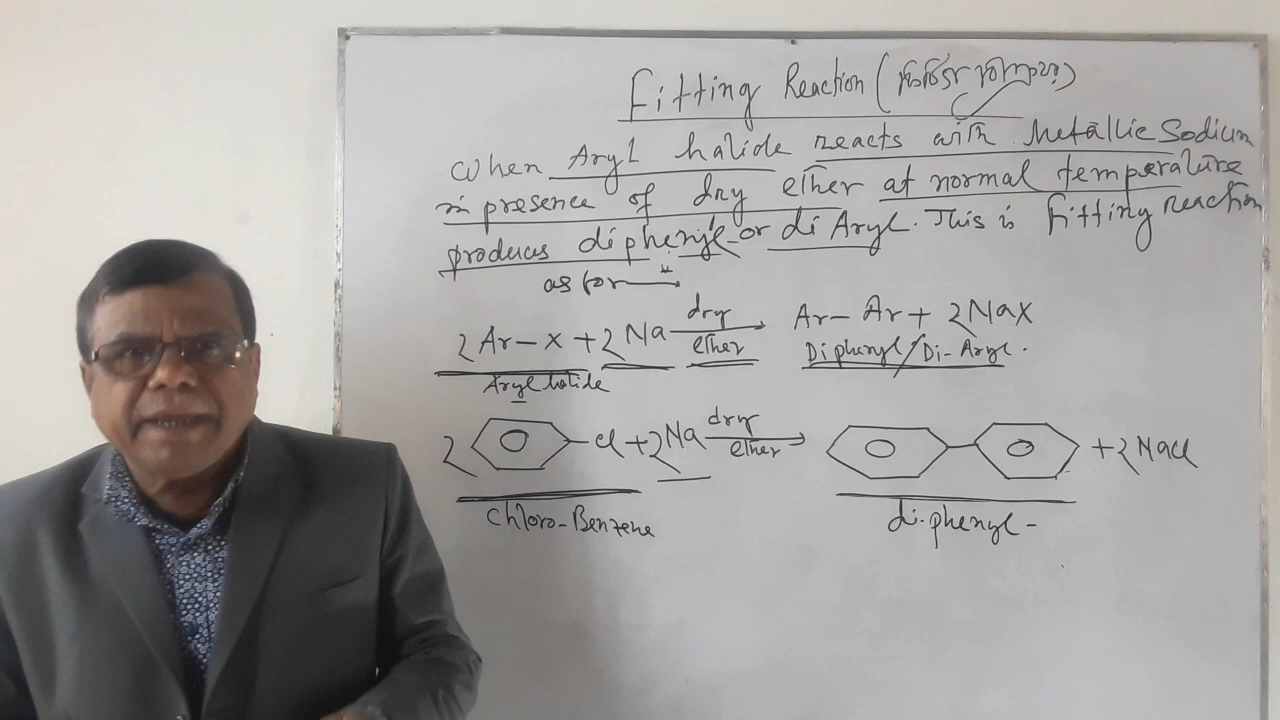 Fitting Reaction (ফিটিং বিক্রিয়া)
When Aryl halide reacts with Metallic Sodium
in presence of dry ether at normal temperature
produces diphenyl or di Aryl. This is Fitting reaction
as for
2Ar-X + 2Na dry ether → Ar-Ar + 2NaX
Aryl halide Diphenyl/Di-Aryl.
2 -Cl + 2Na dry ether → + 2NaCl
Chloro-Benzene di-phenyl-